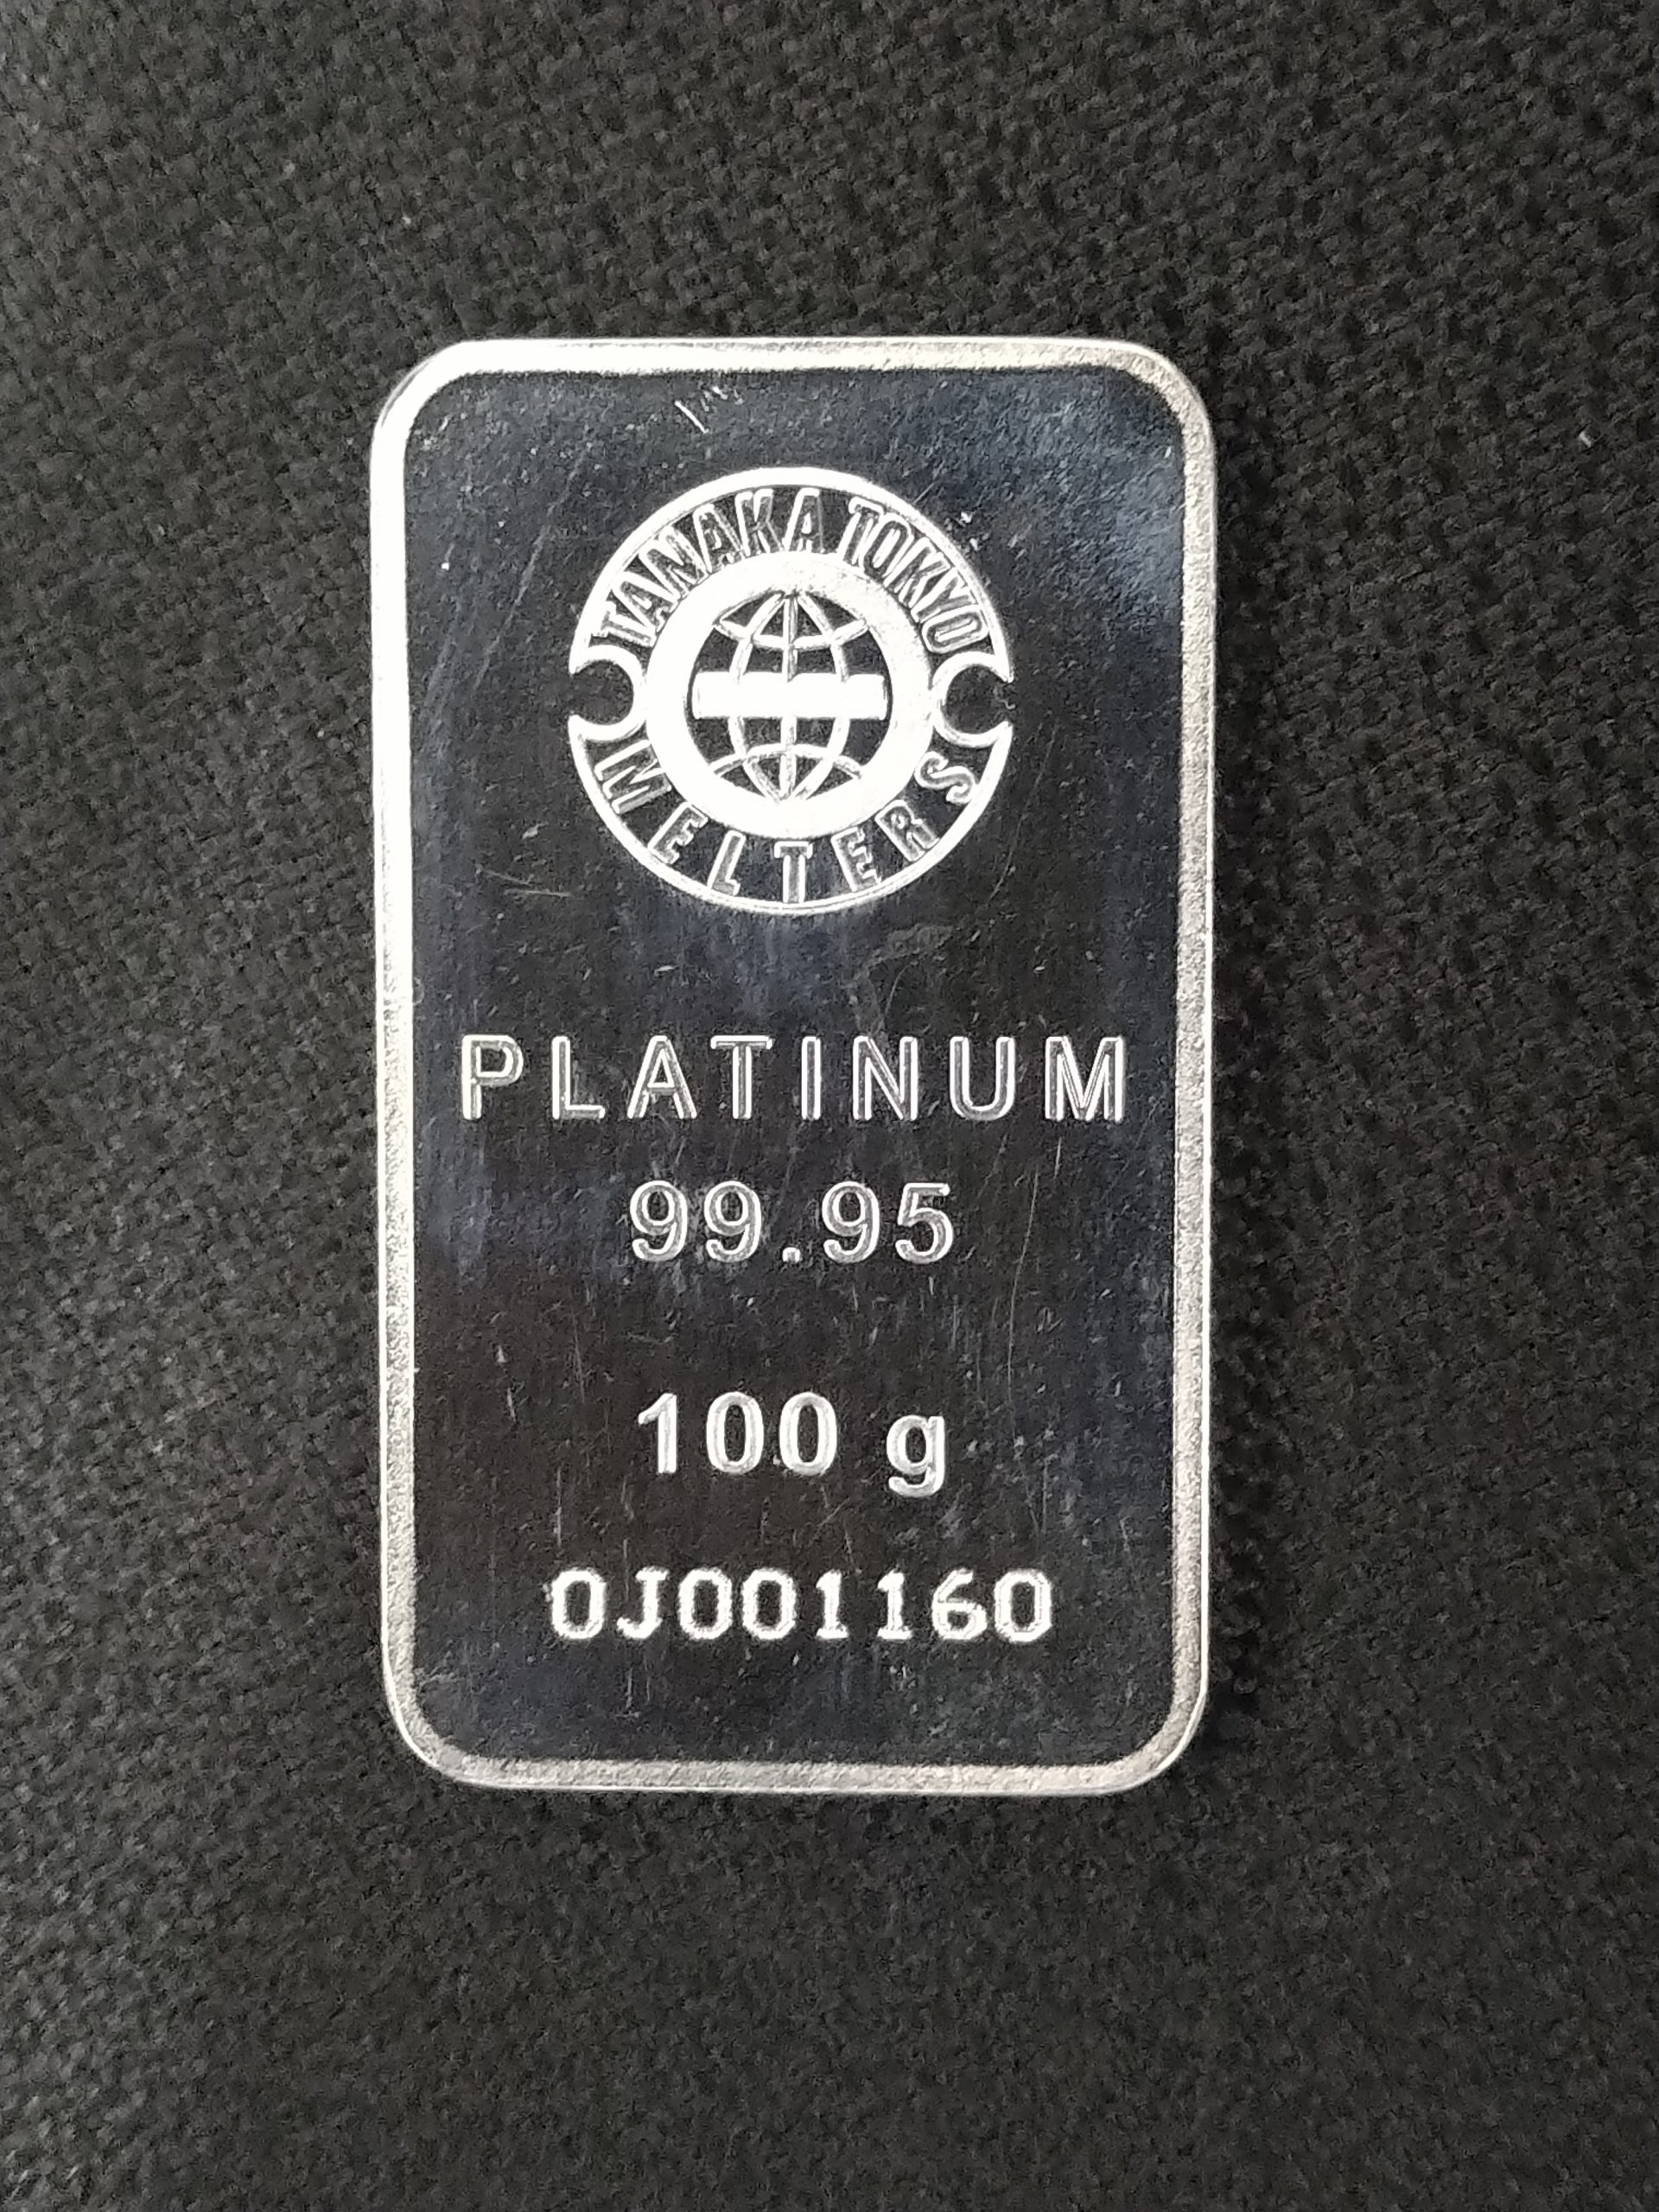 TANAKA TOKYO
MELTERS
PLATINUM
99.95
100 g
0J001160